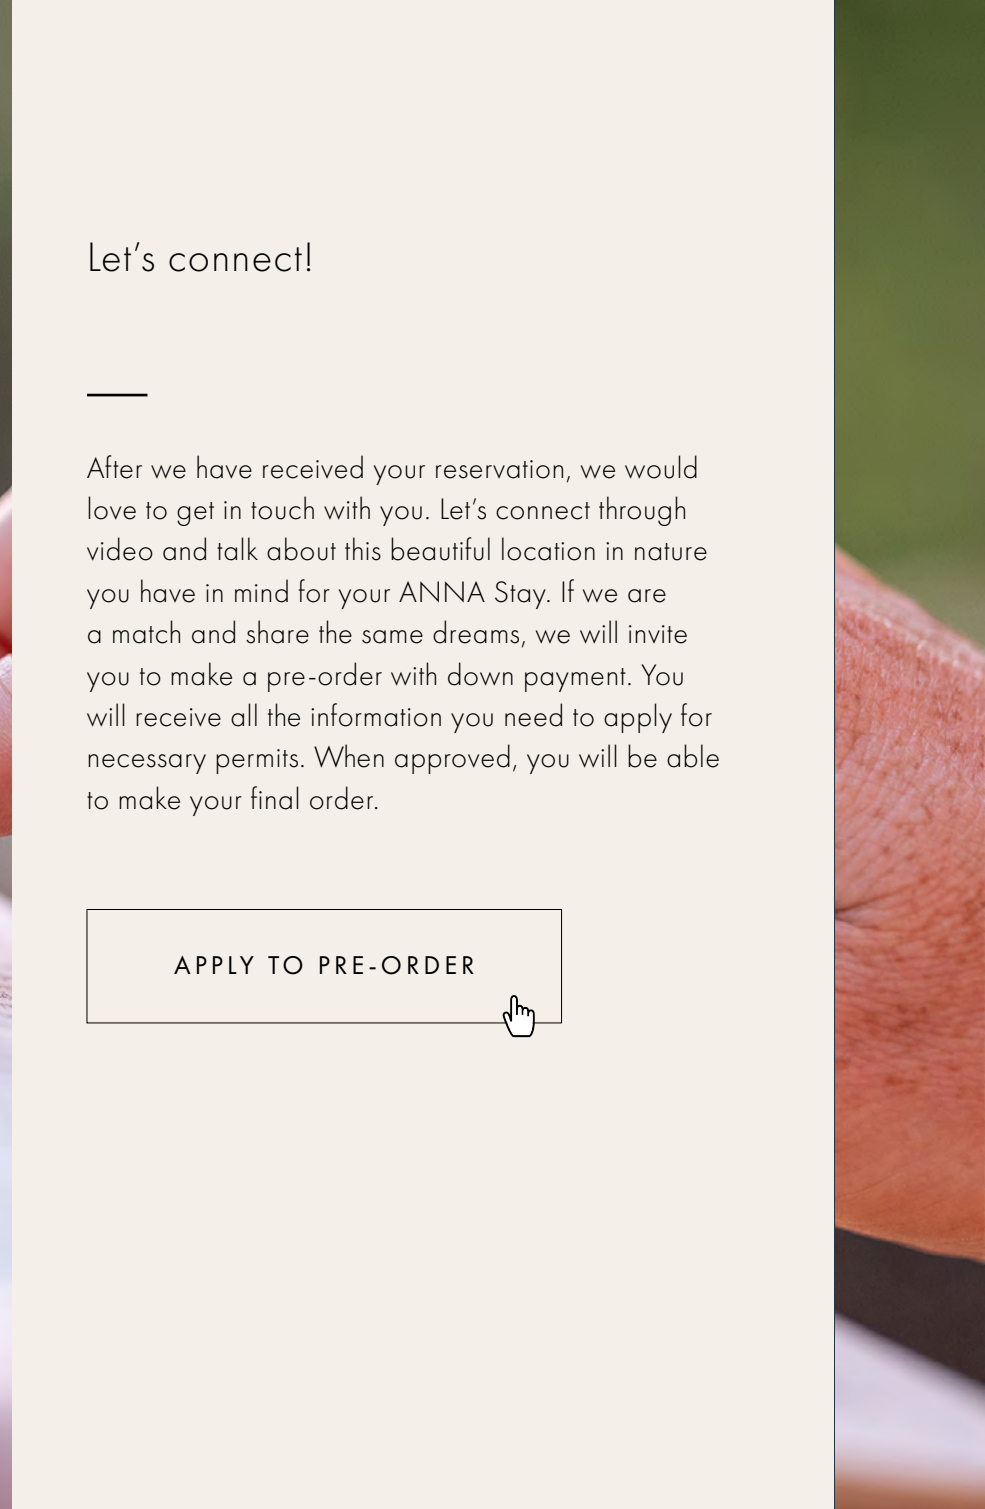 Let’s connect!
After we have received your reservation, we would
love to get in touch with you. Let’s connect through
video and talk about this beautiful location in nature
you have in mind for your ANNA Stay. If we are
a match and share the same dreams, we will invite
you to make a pre-order with down payment. You
will receive all the information you need to apply for
necessary permits. When approved, you will be able
to make your final order.
APPLY TO PRE-ORDER